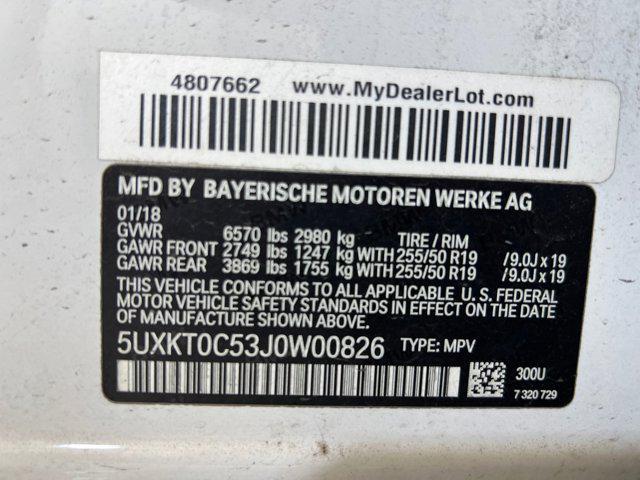 4807662 www.MyDealerLot.com
MFD BY BAYERISCHE MOTOREN WERKE AG
01/18
GVWR 6570 lbs 2980 kg TIRE / RIM
GAWR FRONT 2749 lbs 1247 kg WITH 255/50 R19 /9.0J x 19
GAWR REAR 3869 lbs 1755 kg WITH 255/50 R19 /9.0J x 19
THIS VEHICLE CONFORMS TO ALL APPLICABLE U. S. FEDERAL
MOTOR VEHICLE SAFETY STANDARDS IN EFFECT ON THE DATE
OF MANUFACTURE SHOWN ABOVE.
5UXKT0C53J0W00826 TYPE: MPV
300U
7 320 729